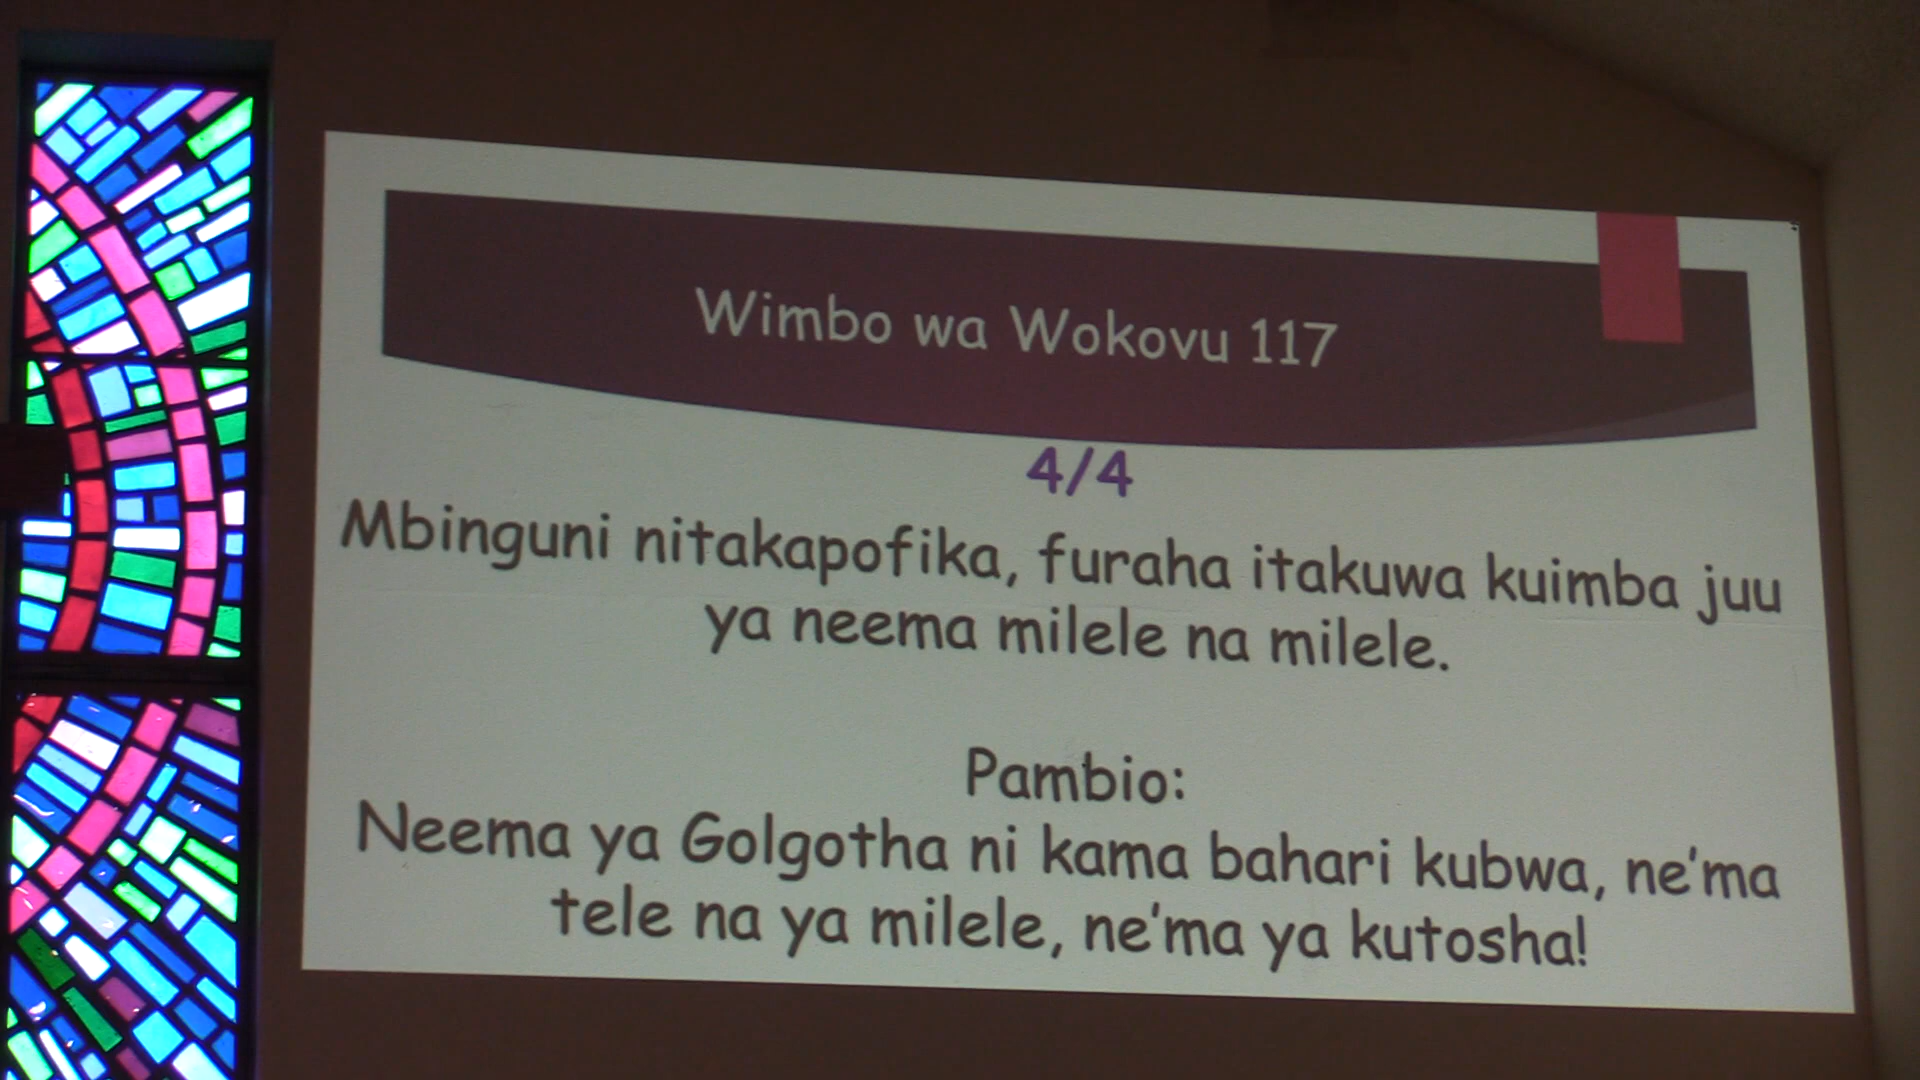 Wimbo wa Wokovu 117
4/4
Mbinguni nitakapofika, furaha itakuwa kuimba juu
ya neema milele na milele.
Pambio:
Neema ya Golgotha ni kama bahari kubwa, ne'ma
tele na ya milele, ne'ma ya kutosha!